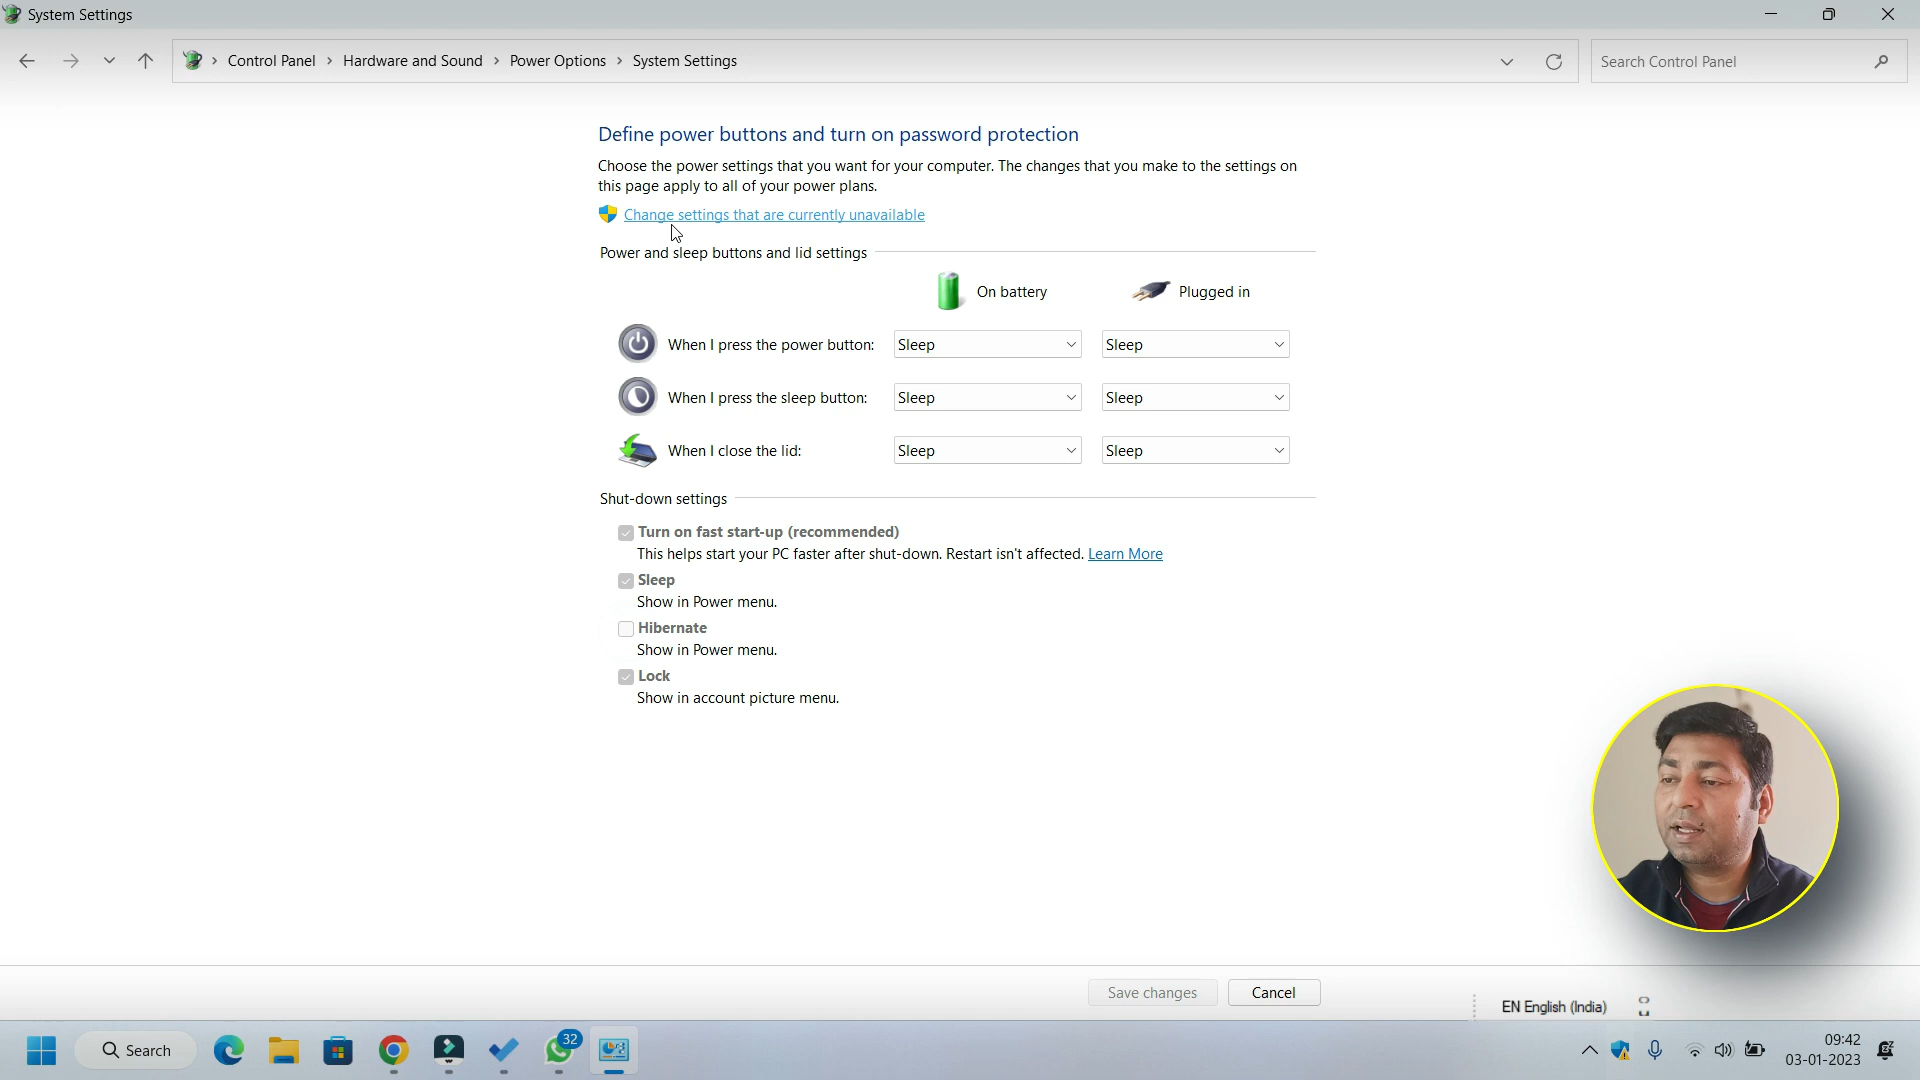 System Settings
Control Panel > Hardware and Sound > Power Options > System Settings
Search Control Panel
Define power buttons and turn on password protection
Choose the power settings that you want for your computer. The changes that you make to the settings on
this page apply to all of your power plans.
Change settings that are currently unavailable
Power and sleep buttons and lid settings
On battery Plugged in
When I press the power button: Sleep Sleep
When I press the sleep button: Sleep Sleep
When I close the lid: Sleep Sleep
Shut-down settings
Turn on fast start-up (recommended)
This helps start your PC faster after shut-down. Restart isn't affected. Learn More
Sleep
Show in Power menu.
Hibernate
Show in Power menu.
Lock
Show in account picture menu.
Save changes Cancel
EN English (India)
Search
32
09:42
03-01-2023